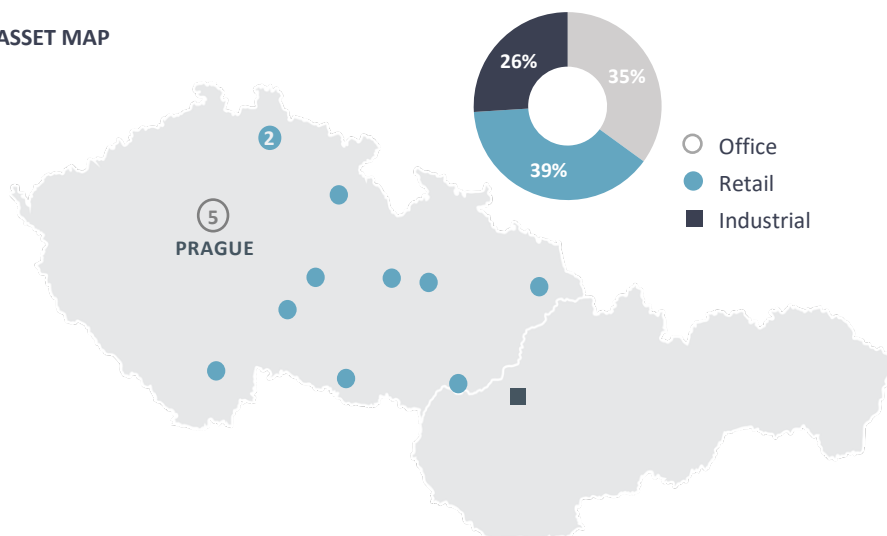 ASSET MAP
26%
35%
39%
Office
Retail
Industrial
2
5
PRAGUE